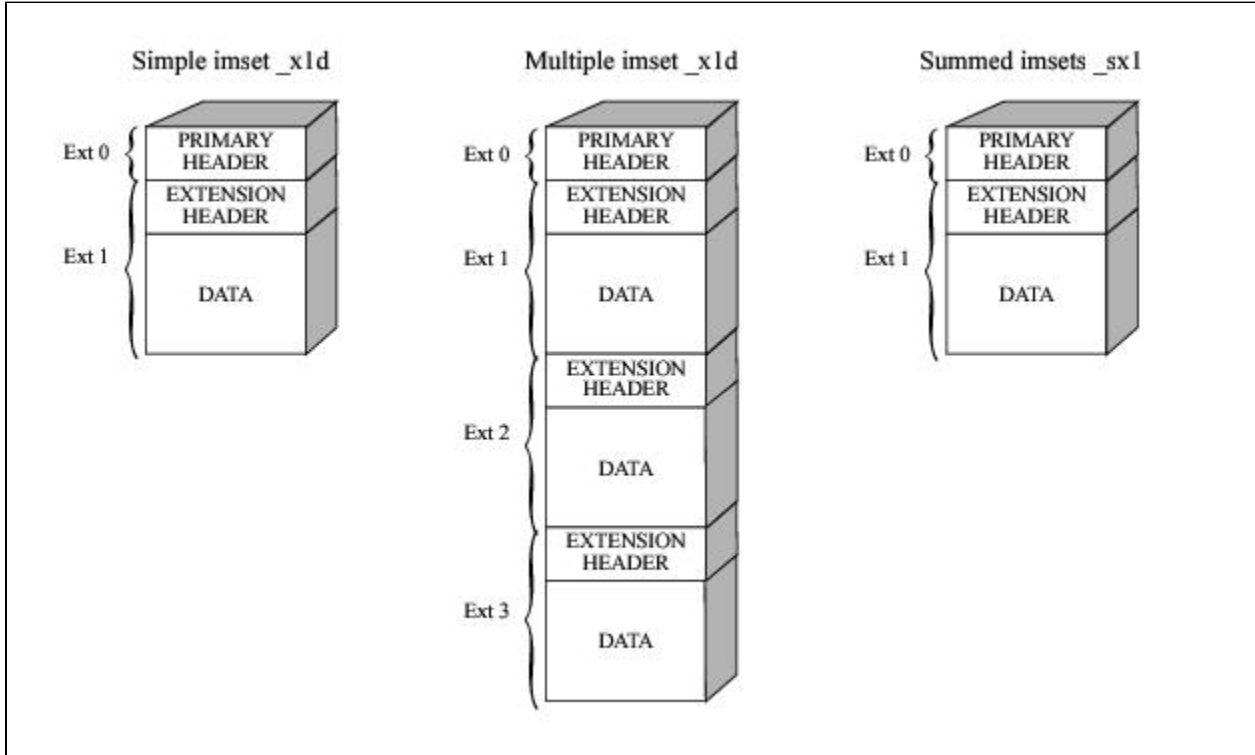 Simple imset _x1d
Ext 0
PRIMARY
HEADER
EXTENSION
HEADER
Ext 1
DATA
Multiple imset _x1d
Ext 0
PRIMARY
HEADER
EXTENSION
HEADER
Ext 1
DATA
EXTENSION
HEADER
Ext 2
DATA
EXTENSION
HEADER
Ext 3
DATA
Summed imsets _sx1
Ext 0
PRIMARY
HEADER
EXTENSION
HEADER
Ext 1
DATA